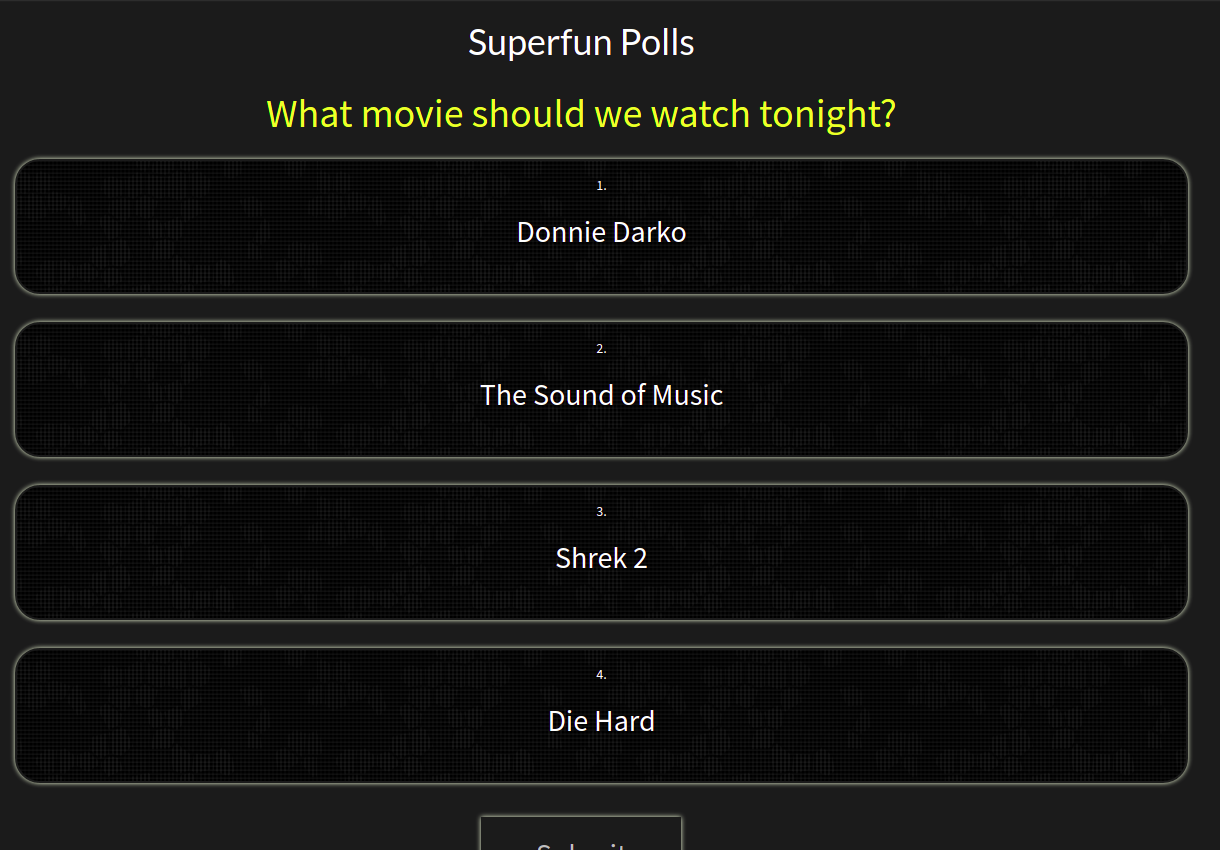 Superfun Polls
What movie should we watch tonight?
1.
Donnie Darko
2.
The Sound of Music
3.
Shrek 2
4.
Die Hard
Submit